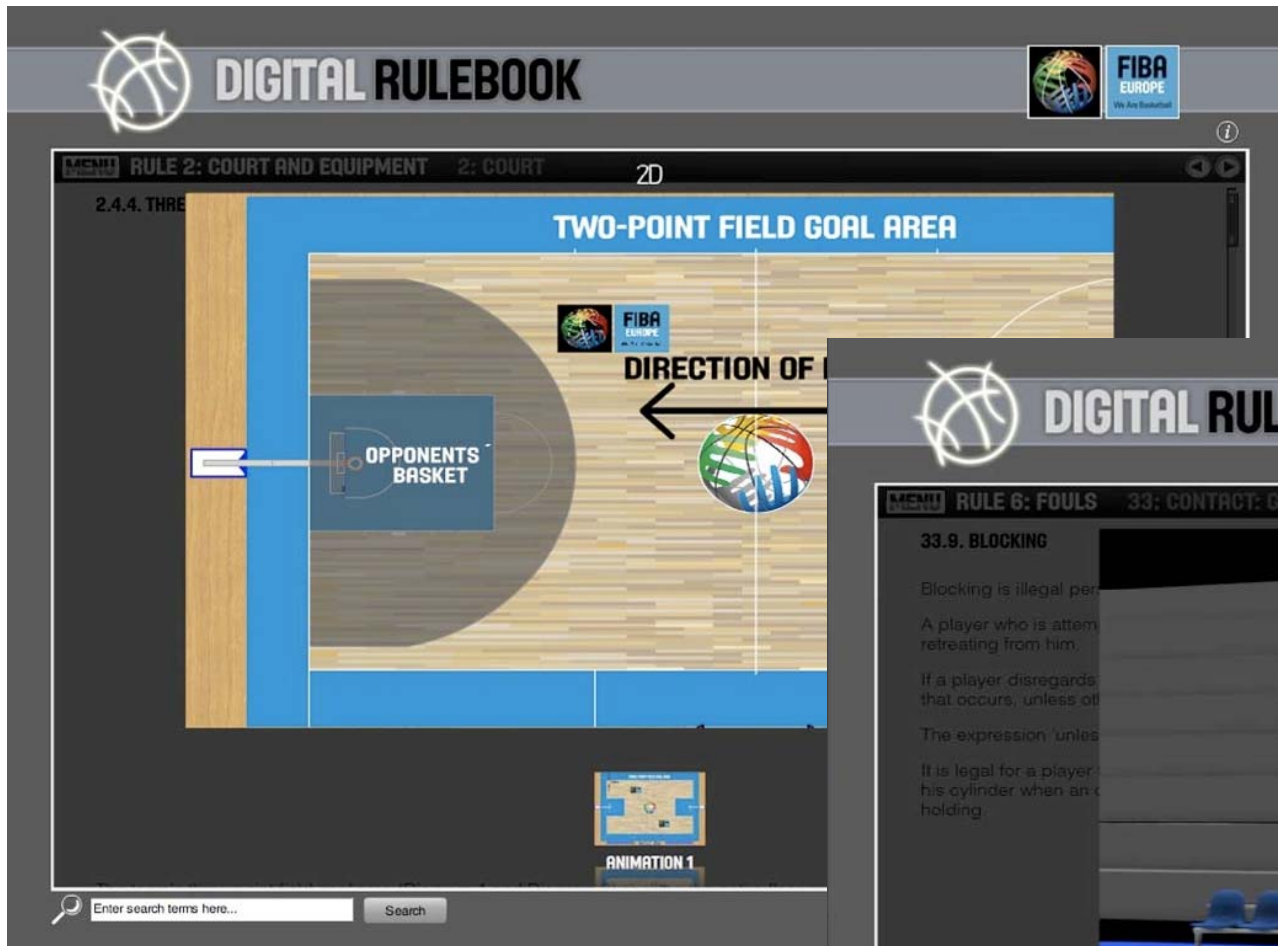 DIGITAL RULEBOOK
FIBA
EUROPE
We Are Basketball
i
MENU RULE 2: COURT AND EQUIPMENT 2: COURT
2D
2.4.4. THRE
TWO-POINT FIELD GOAL AREA
FIBA
EUROPE
DIRECTION OF
OPPONENTS´
BASKET
ANIMATION 1
Enter search terms here...
Search
DIGITAL RUL
MENU RULE 6: FOULS 33: CONTACT: G
33.9. BLOCKING
Blocking is illegal per
A player who is attem
retreating from him.
If a player disregards
that occurs, unless ot
The expression 'unles
It is legal for a player
his cylinder when an
holding.